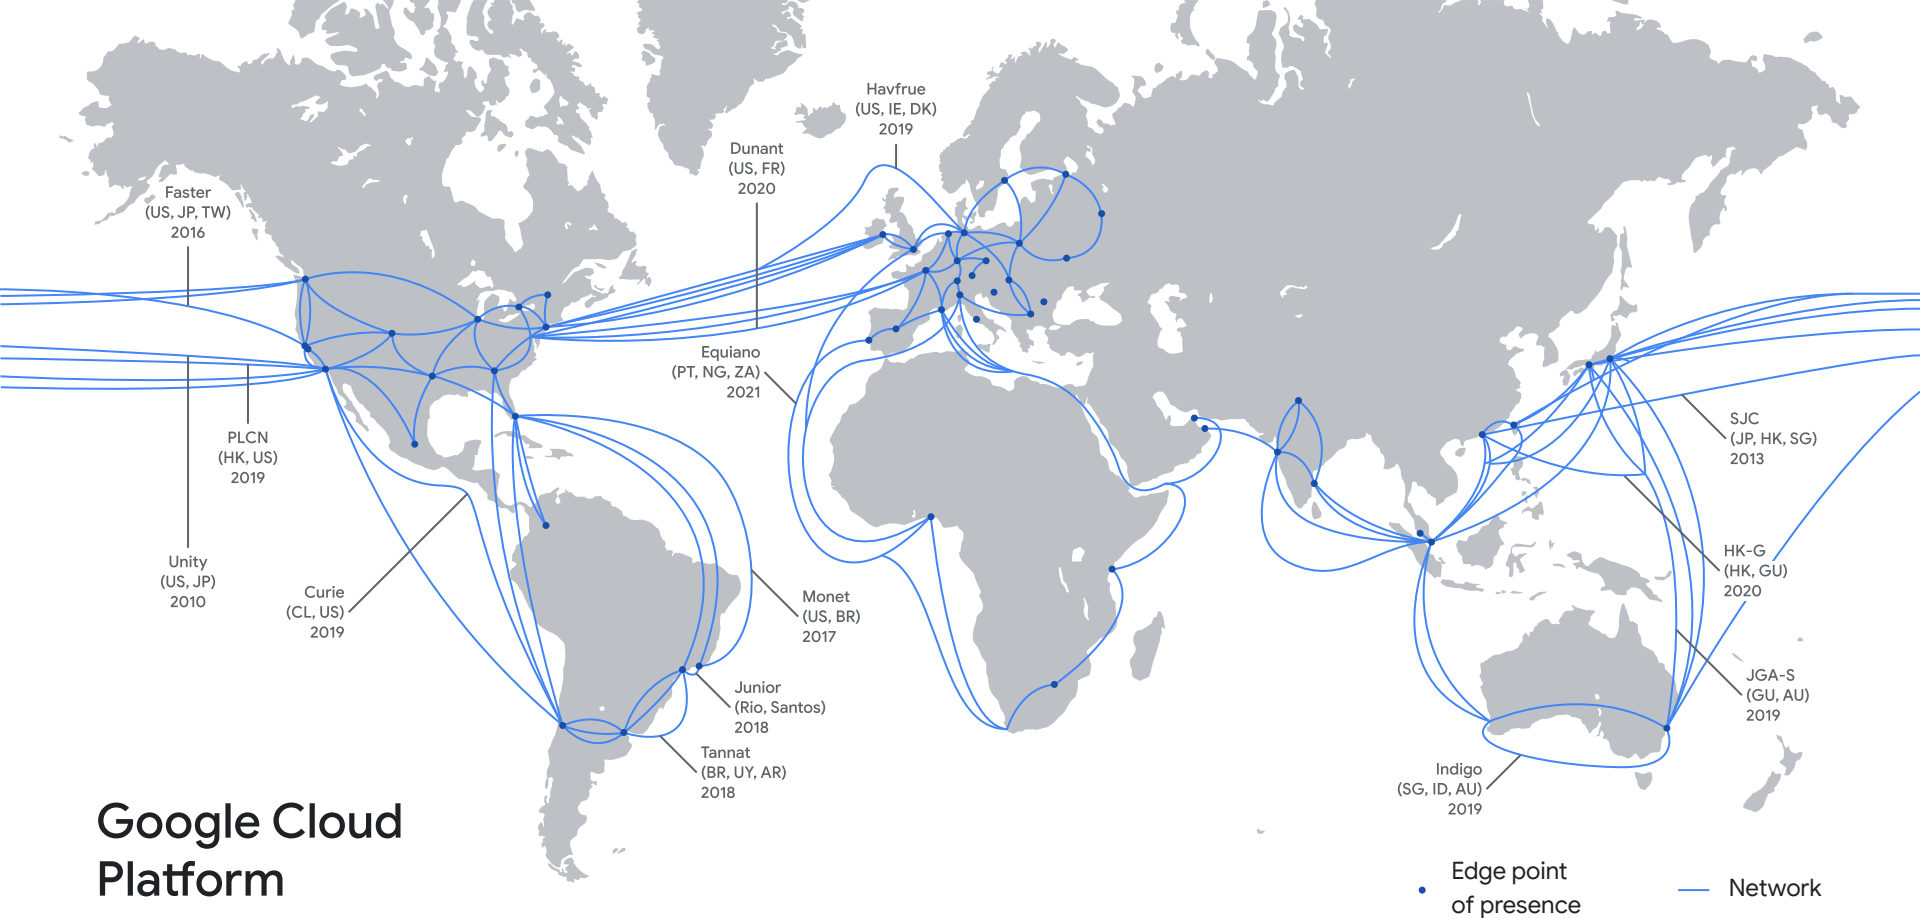 Havfrue
(US, IE, DK)
2019
Dunant
(US, FR)
2020
Faster
(US, JP, TW)
2016
Equiano
(PT, NG, ZA)
2021
PLCN
(HK, US)
2019
SJC
(JP, HK, SG)
2013
Unity
(US, JP)
2010
HK-G
(HK, GU)
2020
Curie
(CL, US)
2019
Monet
(US, BR)
2017
Junior
(Rio, Santos)
2018
JGA-S
(GU, AU)
2019
Tannat
(BR, UY, AR)
2018
Indigo
(SG, ID, AU)
2019
Google Cloud
Platform
Edge point
of presence
Network